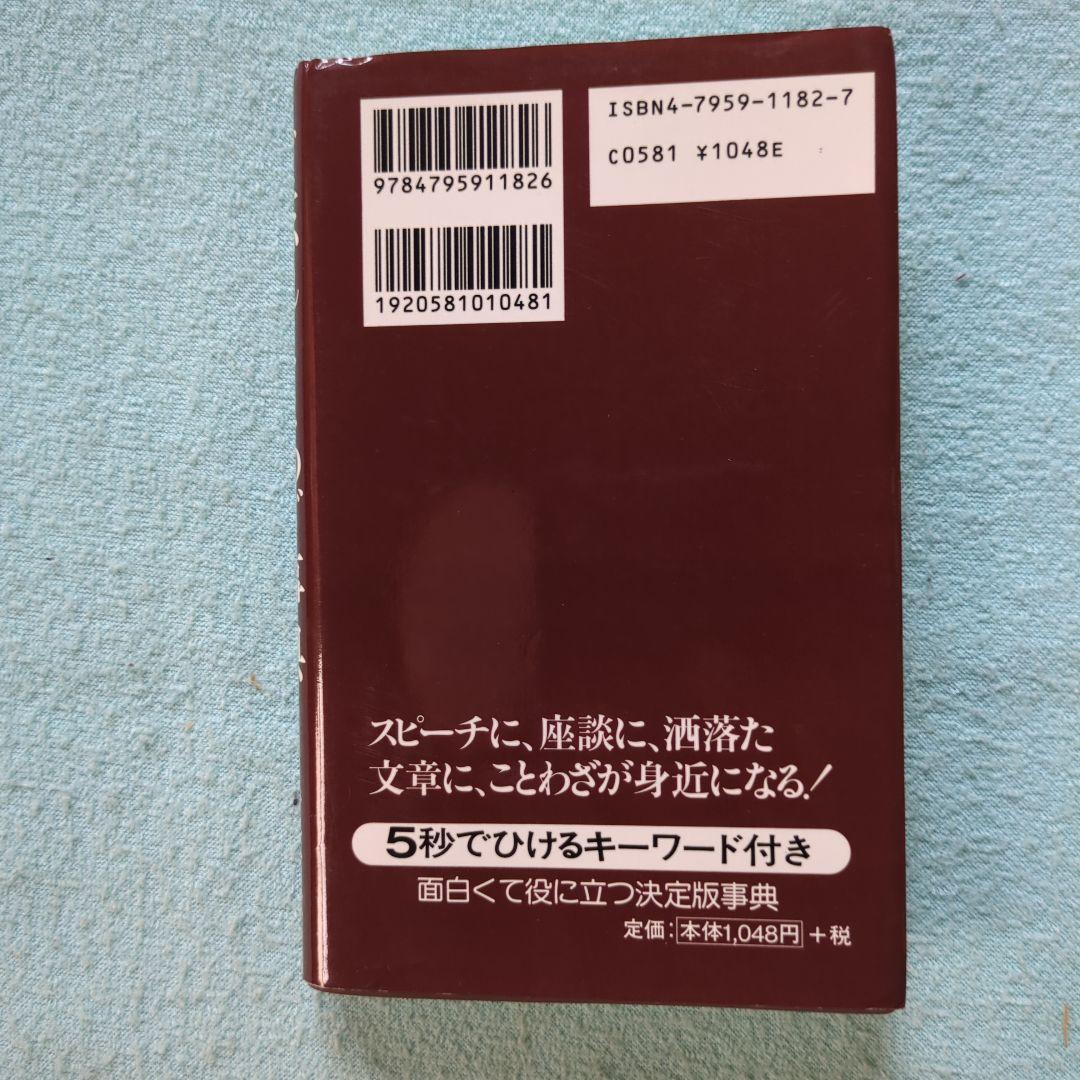 9784795911826
1920581010481
ISBN4-7959-1182-7
C0581 ¥1048E
スピーチに、座談に、洒落た
文章に、ことわざが身近になる!
5秒でひけるキーワード付き
面白くて役に立つ決定版事典
定価:本体1,048円+税